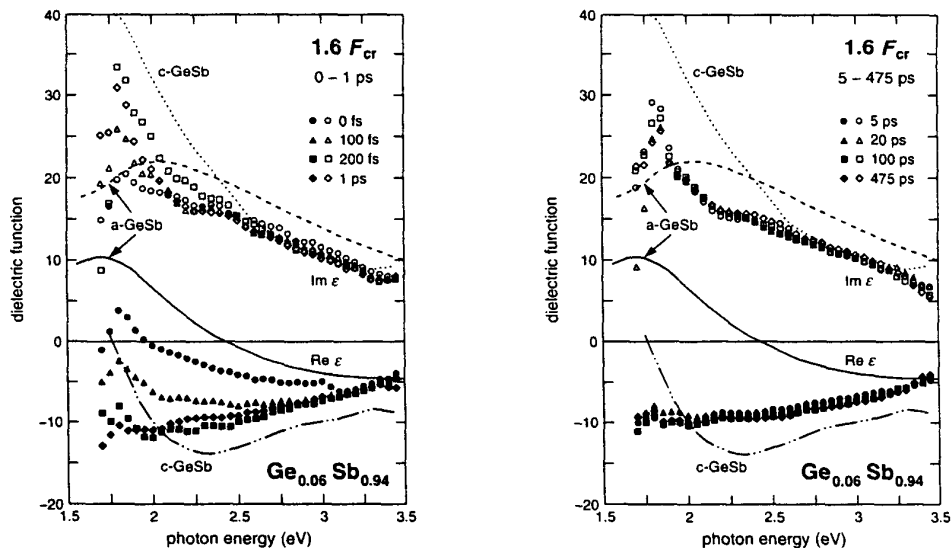 40
30
20
10
0
−10
−20
dielectric function
1.5
2
2.5
3
3.5
photon energy (eV)
1.6 Fcr
0 – 1 ps
c-GeSb
● ○ 0 fs
▲ △ 100 fs
■ □ 200 fs
◆ ◇ 1 ps
a-GeSb
Im ε
Re ε
c-GeSb
Ge0.06 Sb0.94
40
30
20
10
0
−10
−20
dielectric function
1.5
2
2.5
3
3.5
photon energy (eV)
1.6 Fcr
5 – 475 ps
c-GeSb
● ○ 5 ps
▲ △ 20 ps
■ □ 100 ps
◆ ◇ 475 ps
a-GeSb
Im ε
Re ε
c-GeSb
Ge0.06 Sb0.94